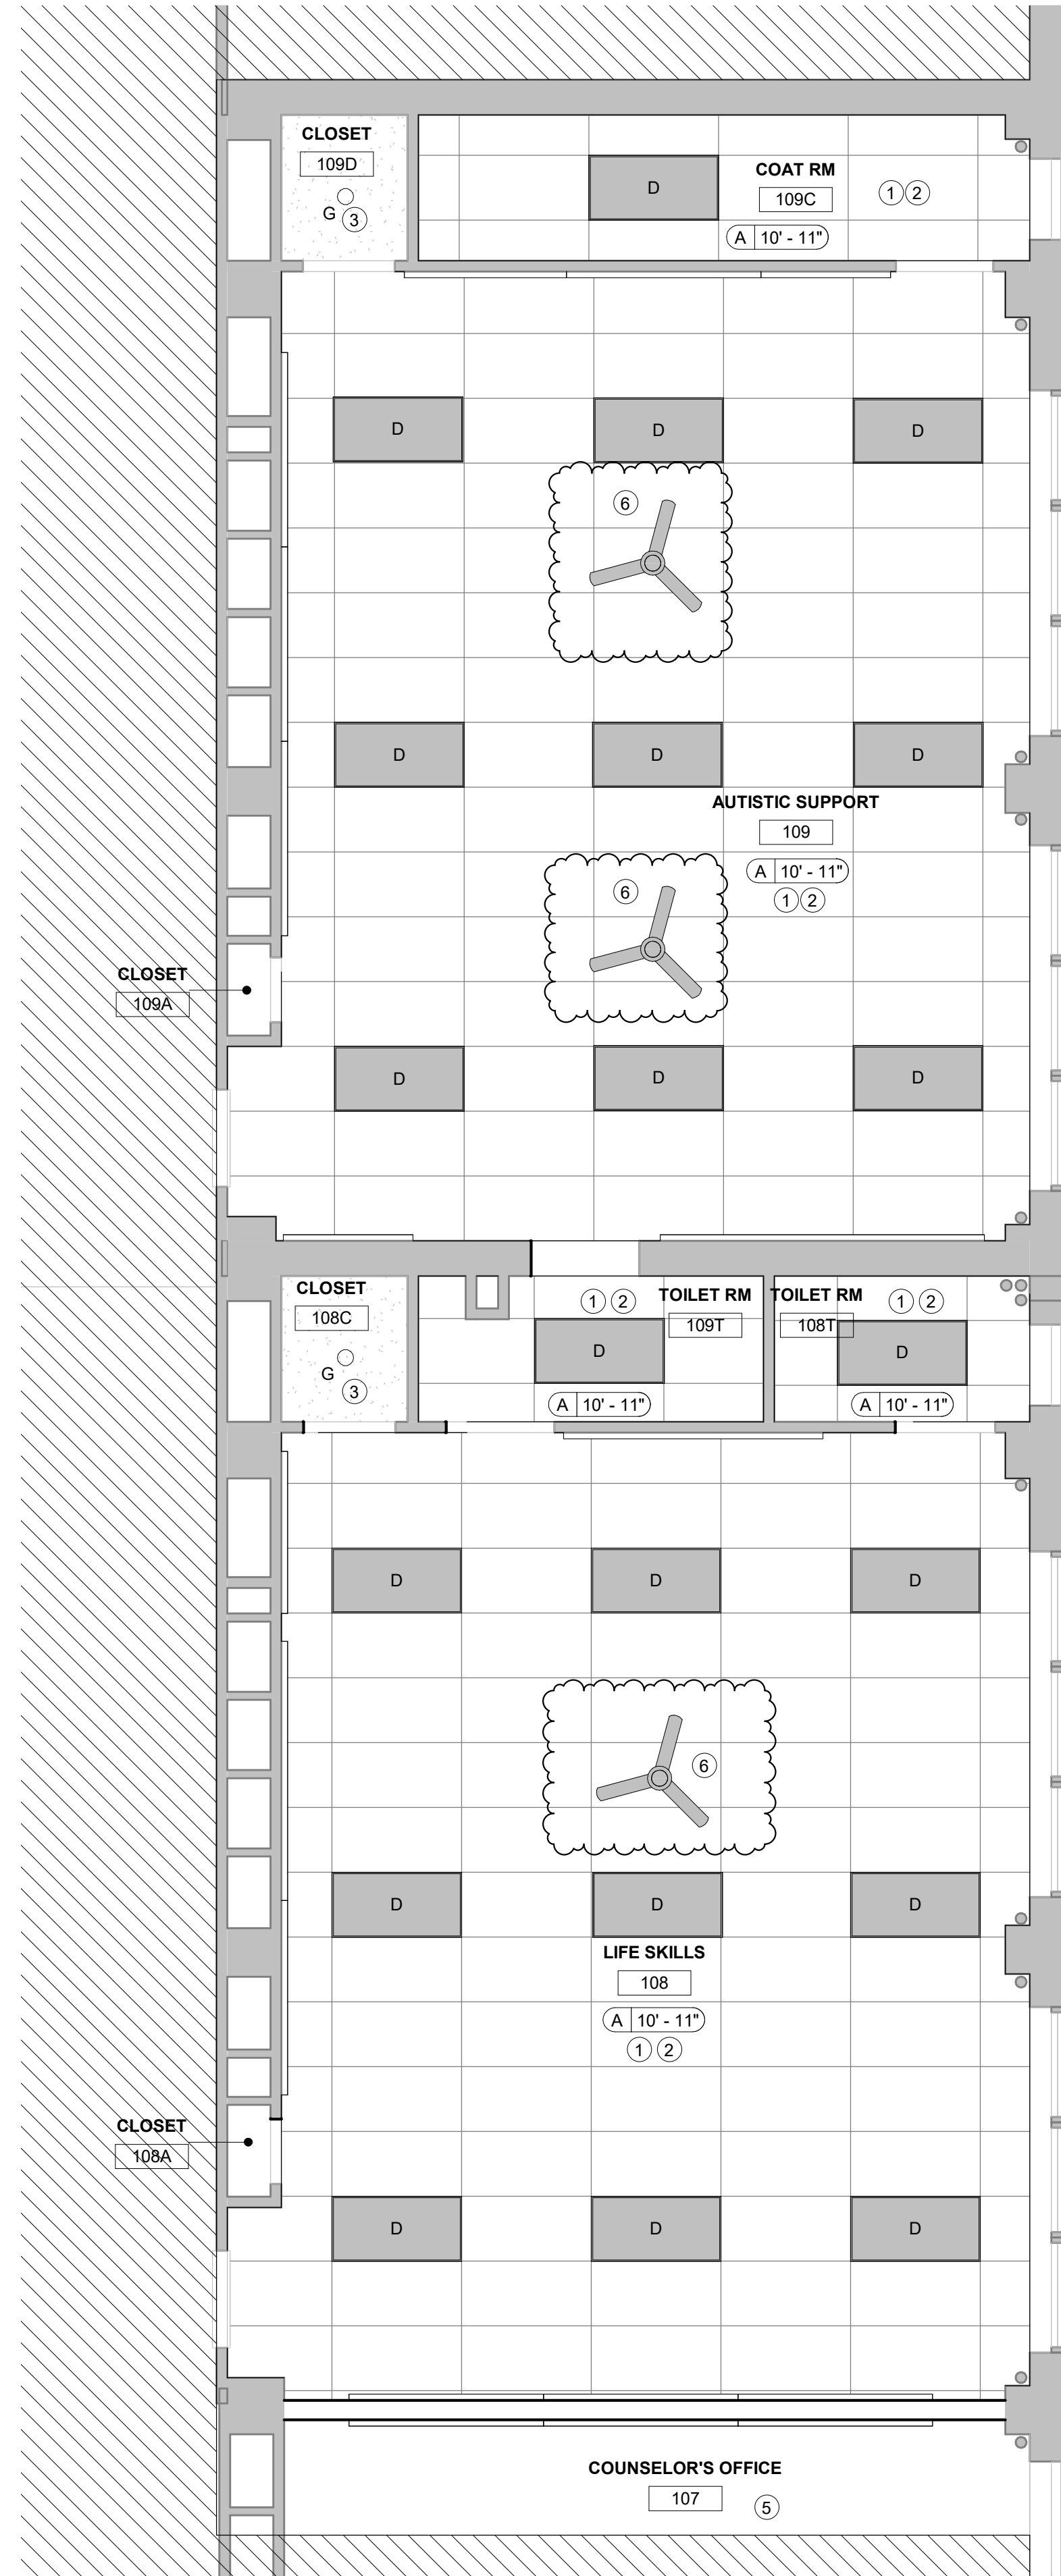 CLOSET
109D
G 3
D
COAT RM
109C
1 2
A 10' - 11"
D D D
6
D D D
AUTISTIC SUPPORT
109
A 10' - 11"
1 2
6
CLOSET
109A
D D D
CLOSET
108C
G
3
1 2
TOILET RM
109T
D
A 10' - 11"
TOILET RM
108T
1 2
D
A 10' - 11"
D D D
6
D D D
LIFE SKILLS
108
A 10' - 11"
1 2
CLOSET
108A
D D D
COUNSELOR'S OFFICE
107
5